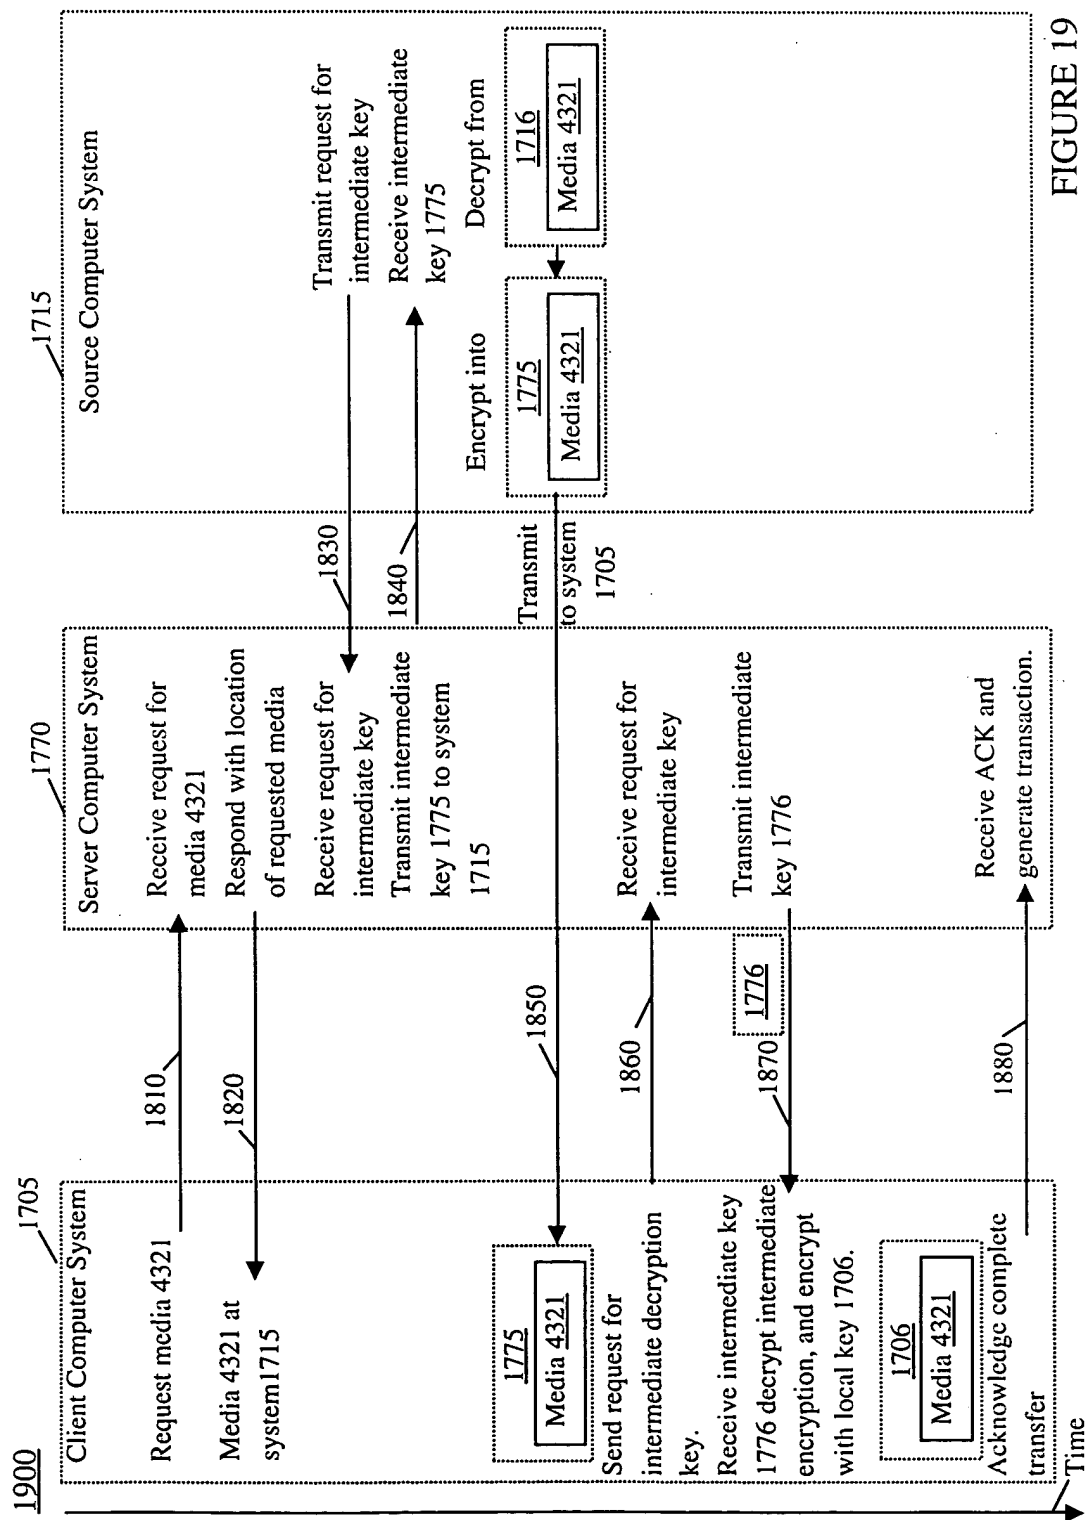 1900
1705
Client Computer System
Request media 4321
Media 4321 at
system1715
1775
Media 4321
Send request for
intermediate decryption
key.
Receive intermediate key
1776 decrypt intermediate
encryption, and encrypt
with local key 1706.
1706
Media 4321
Acknowledge complete
transfer
Time
1810
1820
1850
1860
1776
1870
1880
1770
Server Computer System
Receive request for
media 4321
Respond with location
of requested media
Receive request for
intermediate key
Transmit intermediate
key 1775 to system
1715
Receive request for
intermediate key
Transmit intermediate
key 1776
Receive ACK and
generate transaction.
1830
1840
Transmit
to system
1705
1715
Source Computer System
Transmit request for
intermediate key
Receive intermediate
key 1775
Encrypt into
Decrypt from
1775
Media 4321
1716
Media 4321
FIGURE 19